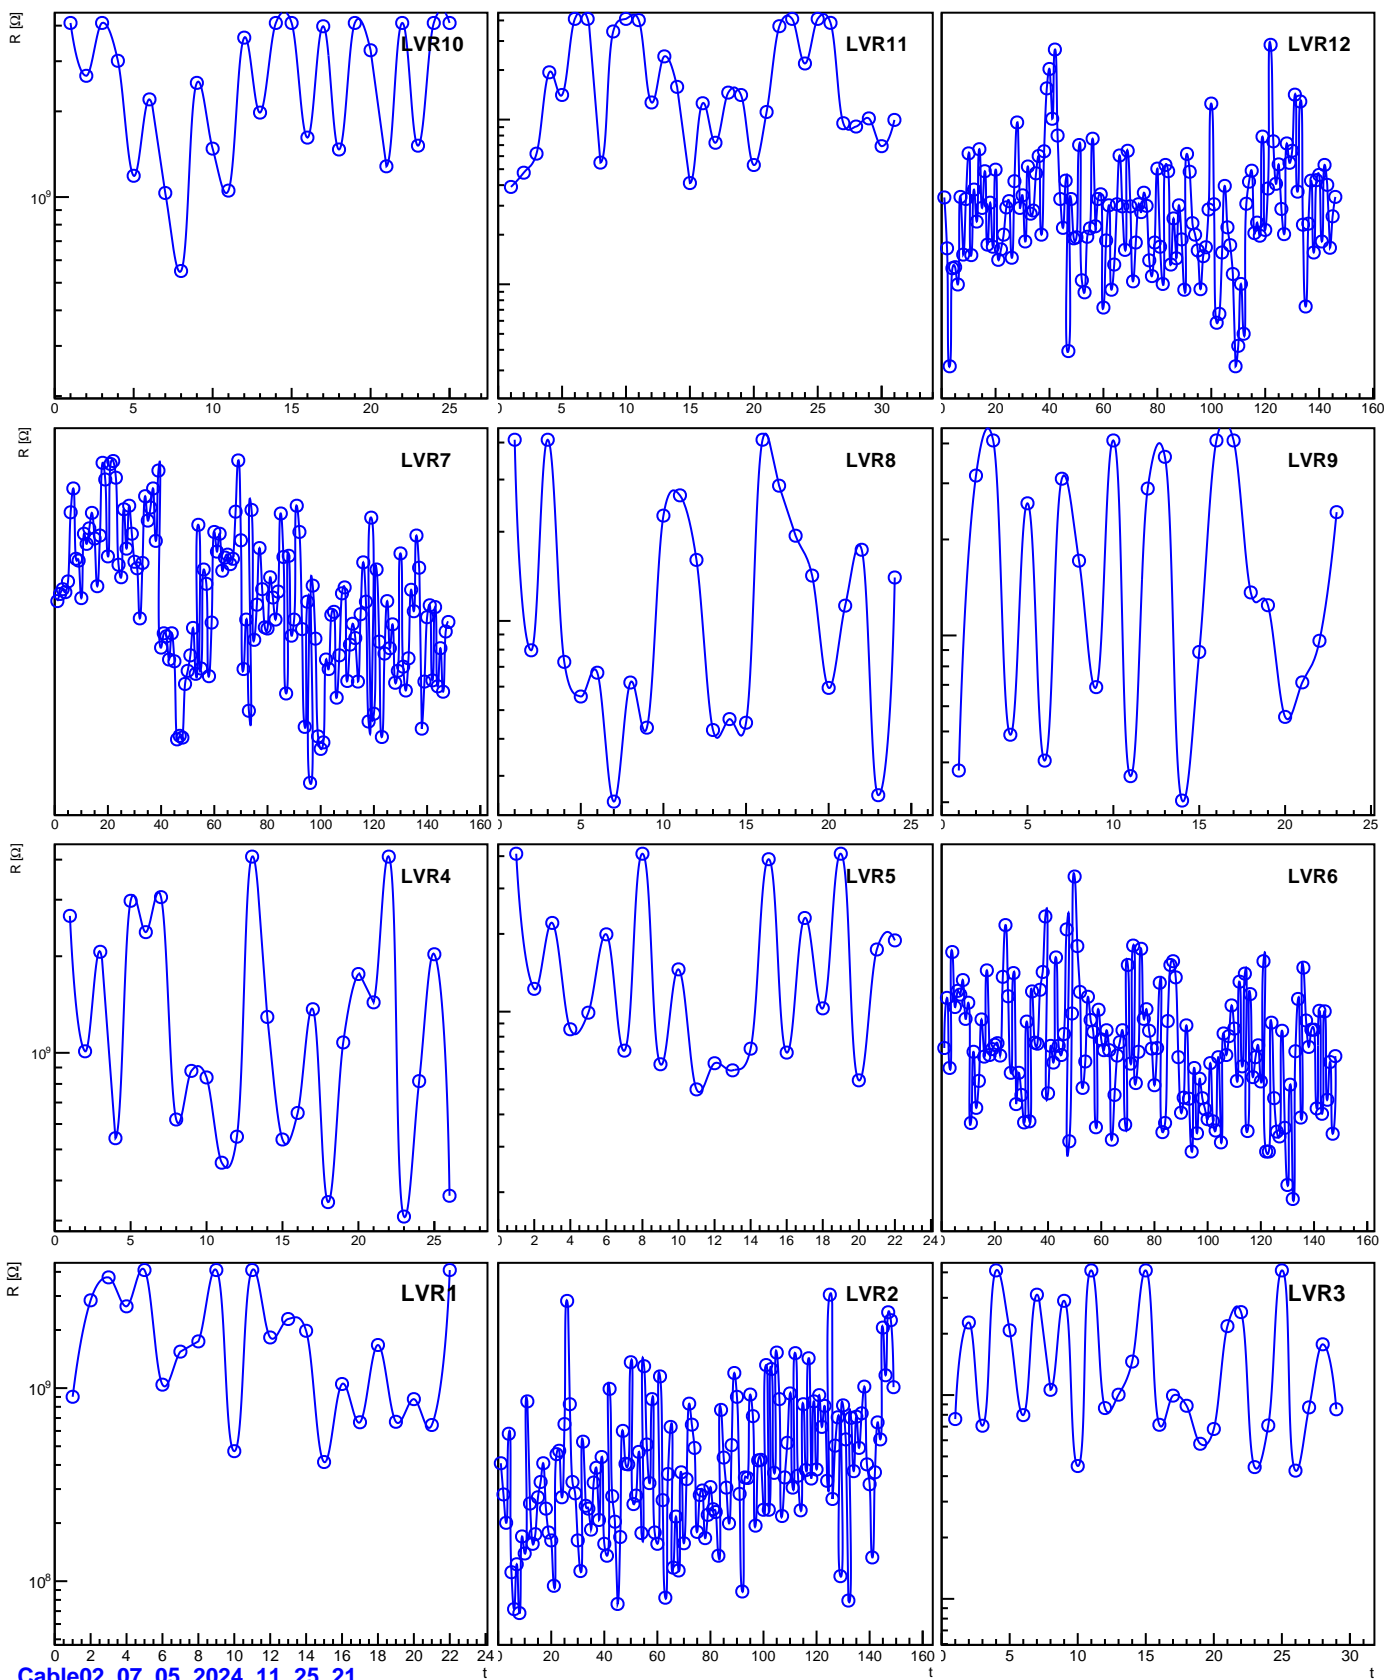 R [Ω]
LVR10
LVR11
LVR12
10⁹
0 5 10 15 20 25
5 10 15 20 25 30
20 40 60 80 100 120 140 160
R [Ω]
LVR7
LVR8
LVR9
0 20 40 60 80 100 120 140 160
5 10 15 20 25
5 10 15 20 25
R [Ω]
LVR4
LVR5
LVR6
10⁹
0 5 10 15 20 25
2 4 6 8 10 12 14 16 18 20 22 24
20 40 60 80 100 120 140 160
R [Ω]
LVR1
LVR2
LVR3
10⁹
10⁸
0 2 4 6 8 10 12 14 16 18 20 22 24
20 40 60 80 100 120 140 160
5 10 15 20 25 30
t t t
Cable02_07_05_2024_11_25_21